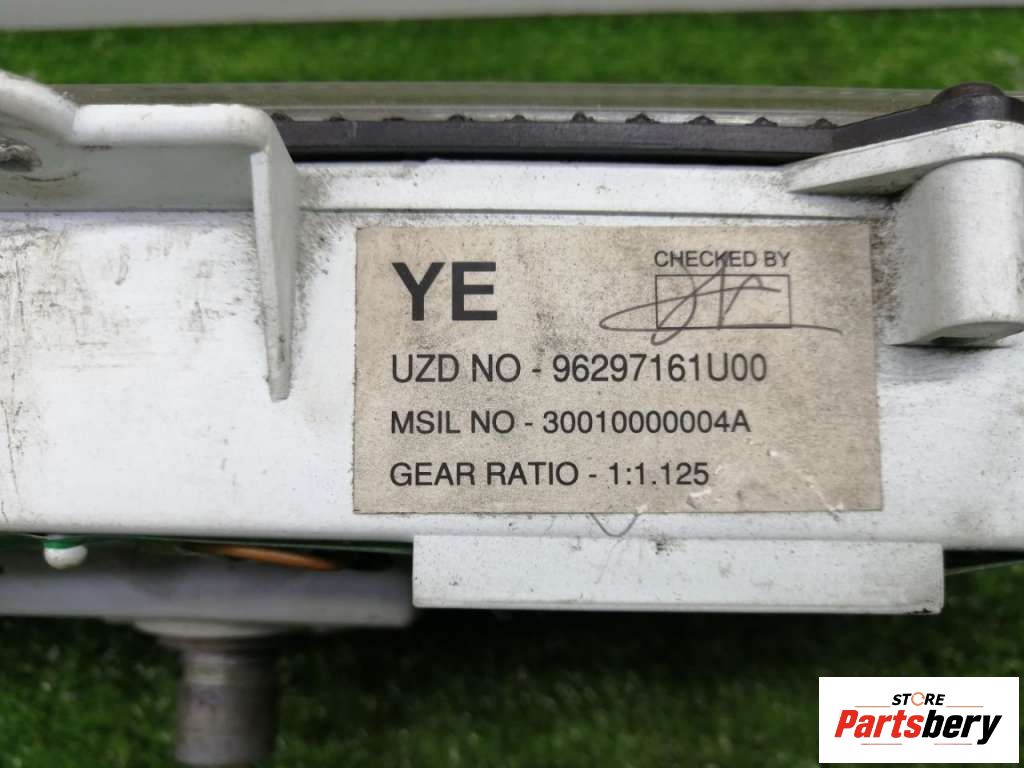 YE
CHECKED BY
UZD NO - 96297161U00
MSIL NO - 30010000004A
GEAR RATIO - 1:1.125
STORE
Partsbery